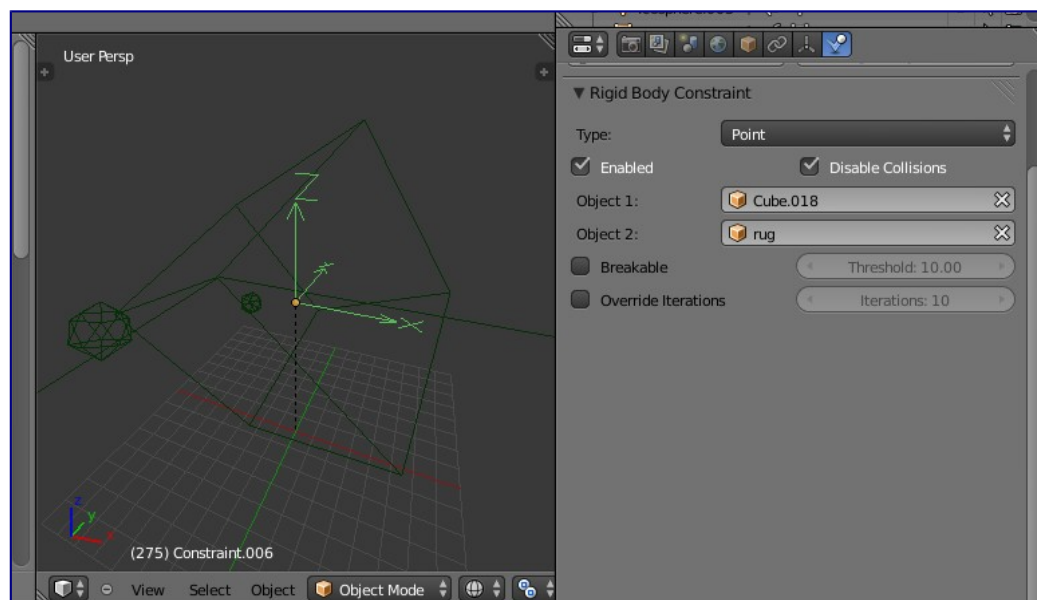 User Persp
Z
X
z
y
x
(275) Constraint.006
View Select Object Object Mode
Rigid Body Constraint
Type: Point
Enabled Disable Collisions
Object 1: Cube.018
Object 2: rug
Breakable Threshold: 10.00
Override Iterations Iterations: 10